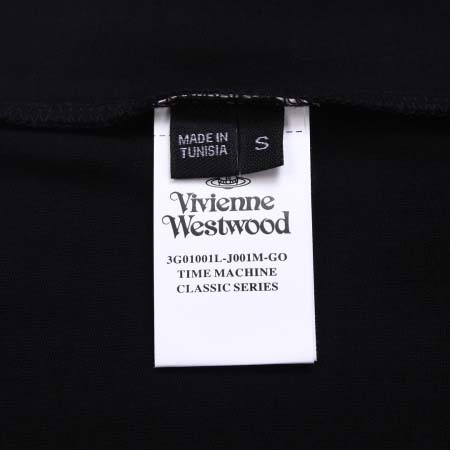 MADE IN
TUNISIA
S
Vivienne
Westwood
3G01001L-J001M-GO
TIME MACHINE
CLASSIC SERIES